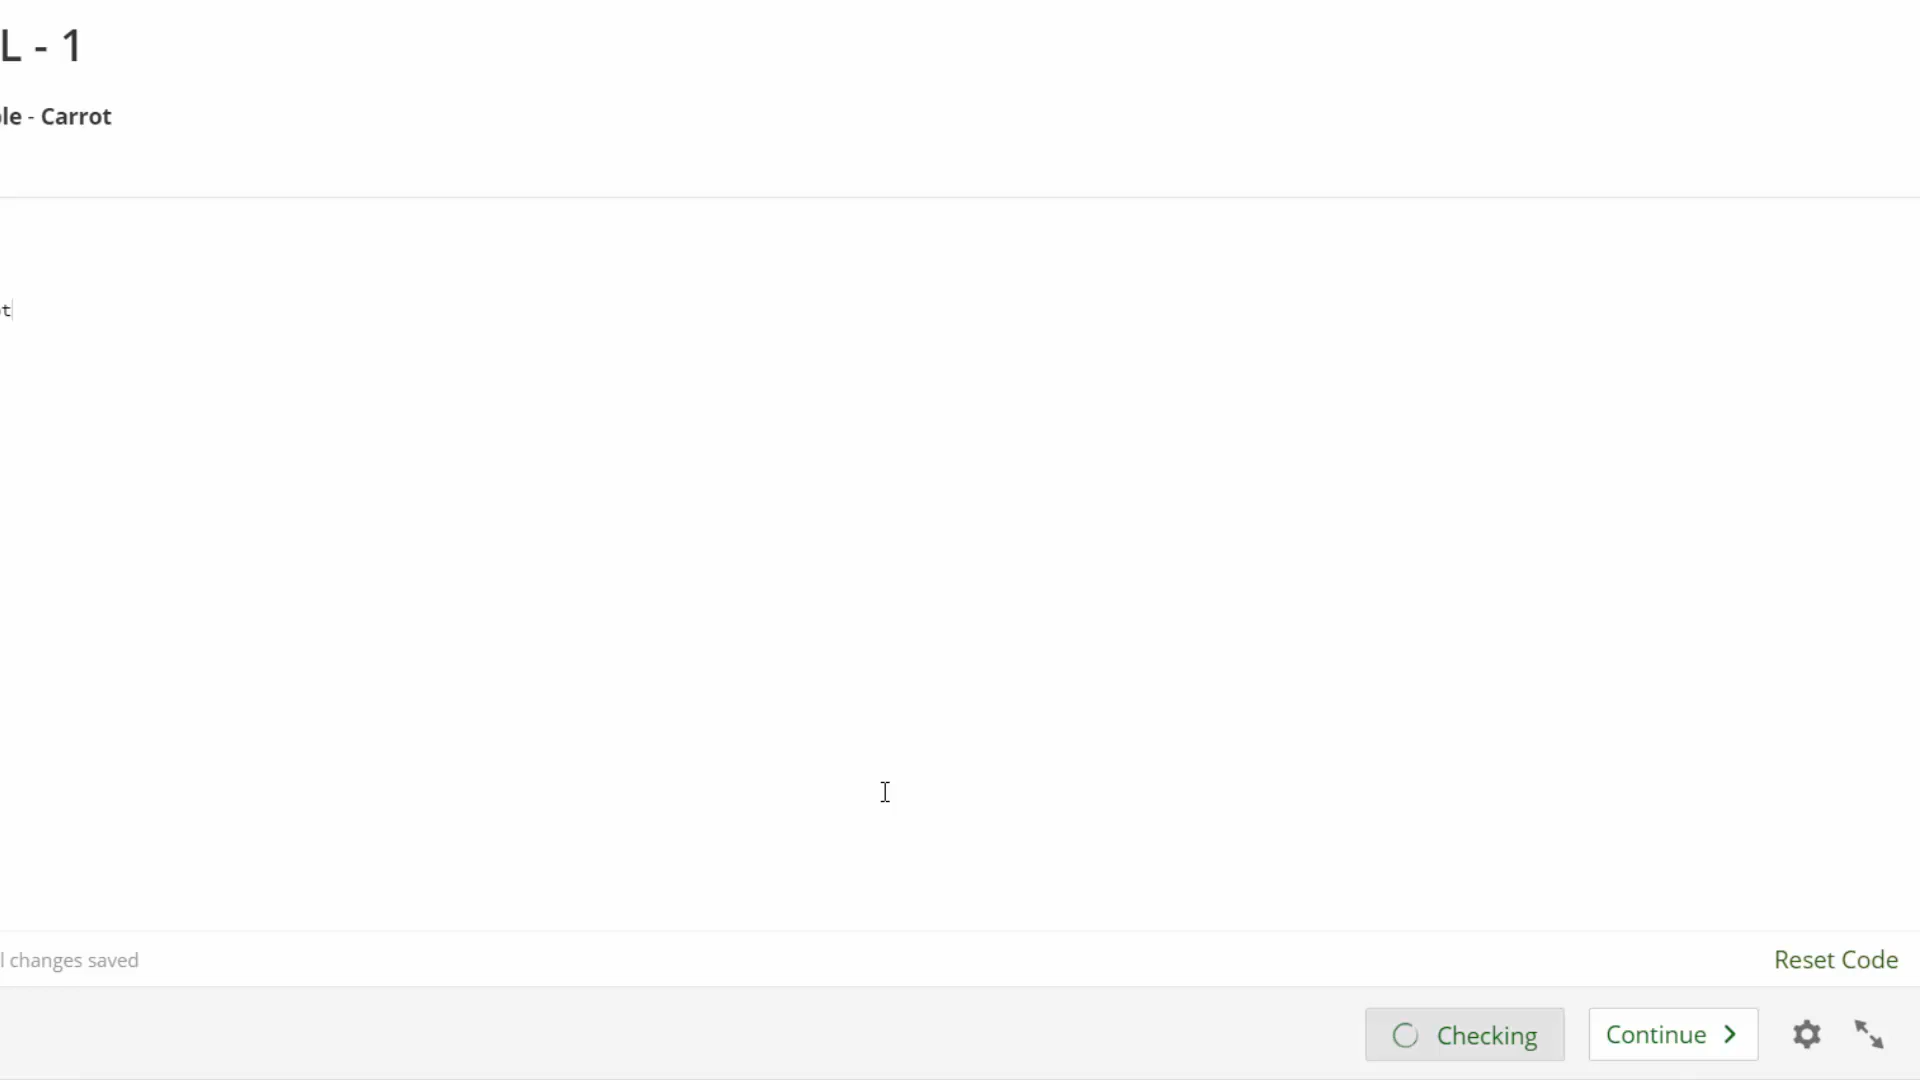 L - 1
le - Carrot
t
l changes saved
Reset Code
Checking
Continue